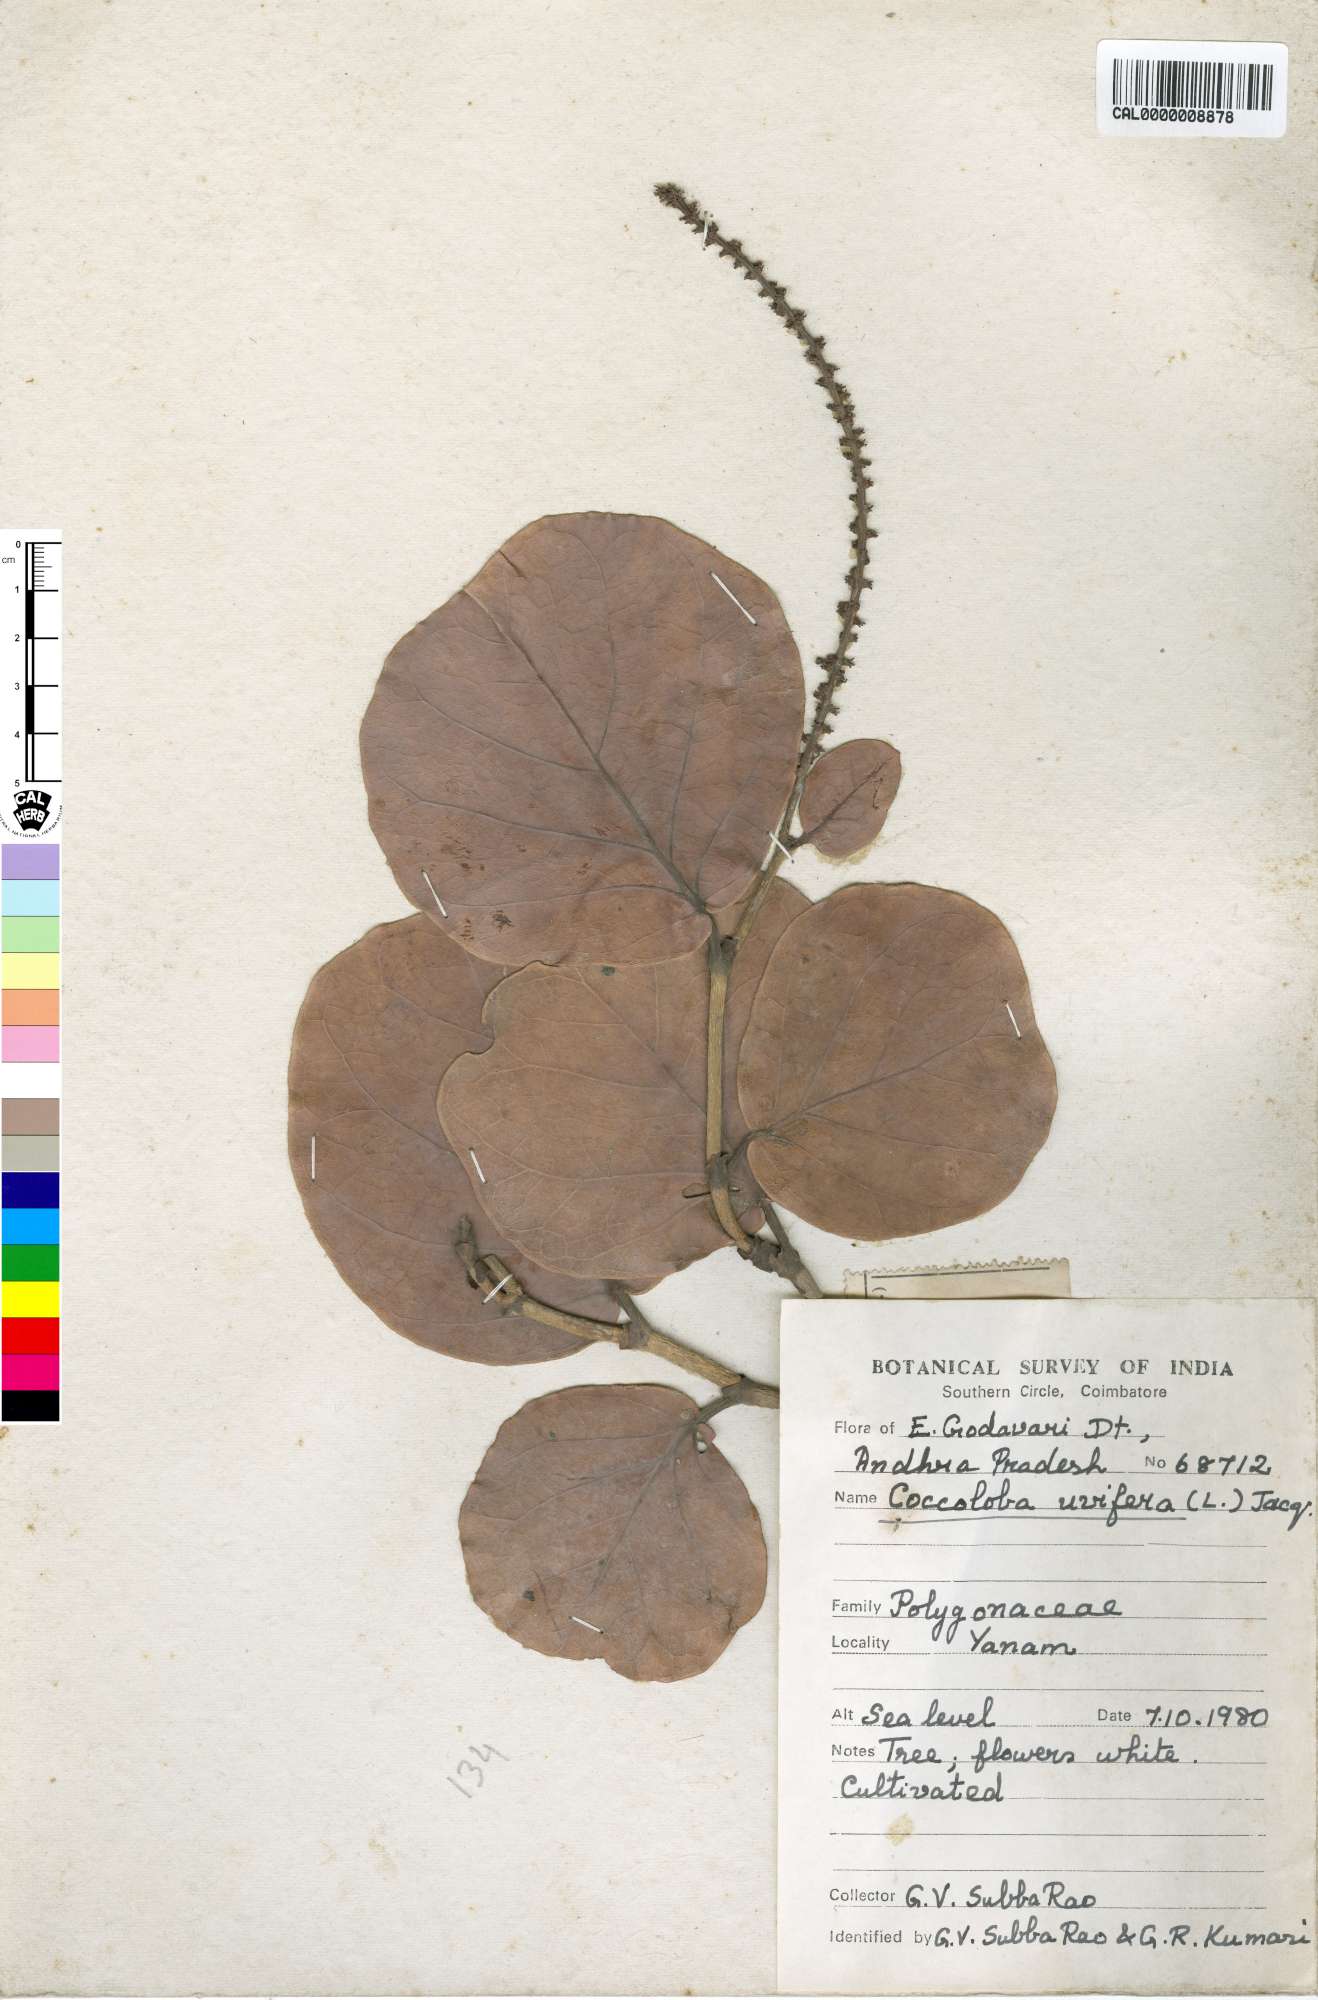 CAL0000008878
0
cm
1
2
3
4
5
CAL
HERB
BOTANICAL SURVEY OF INDIA
Southern Circle, Coimbatore
Flora of E. Godavari Dt.,
Andhra Pradesh No 68712
Name Coccoloba uvifera (L.) Jacq.
Family Polygonaceae
Locality Yanam
Alt Sea level Date 7.10.1980
Notes Tree; flowers white.
Cultivated
Collector G.V. Subba Rao
Identified by G.V. Subba Rao & G.R. Kumari
134